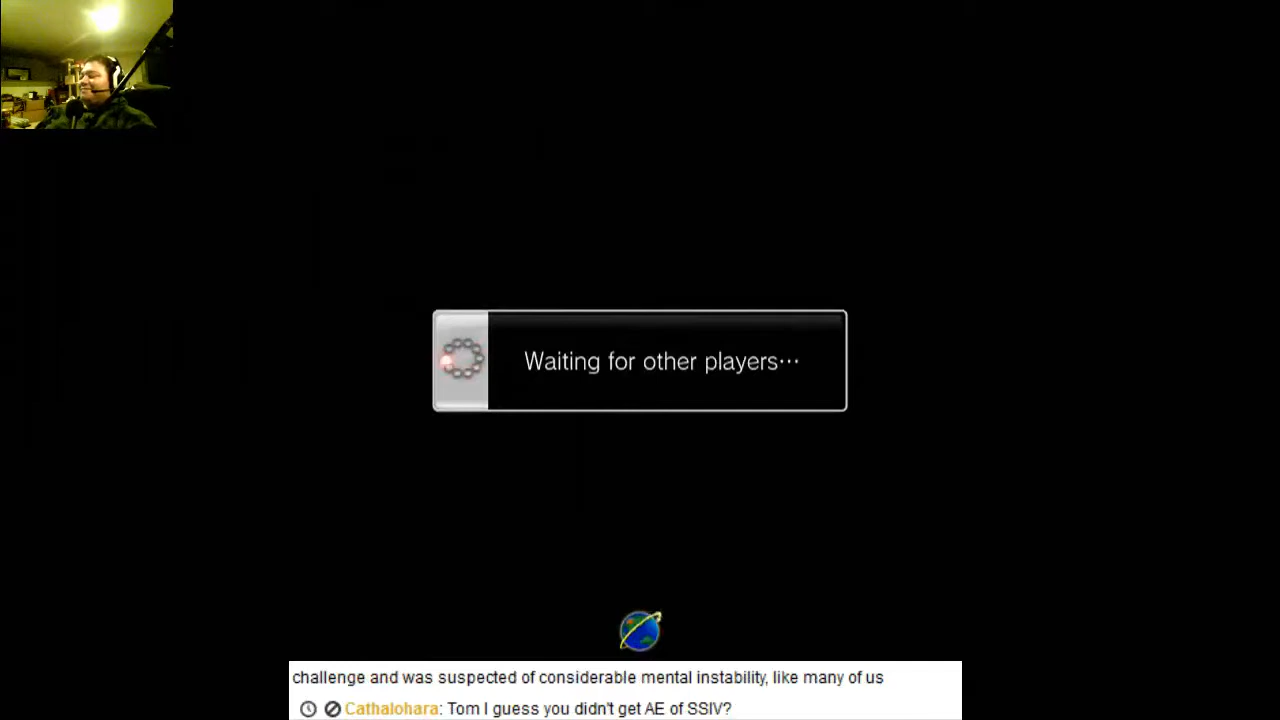 Waiting for other players···
challenge and was suspected of considerable mental instability, like many of us
Cathalohara: Tom I guess you didn't get AE of SSIV?